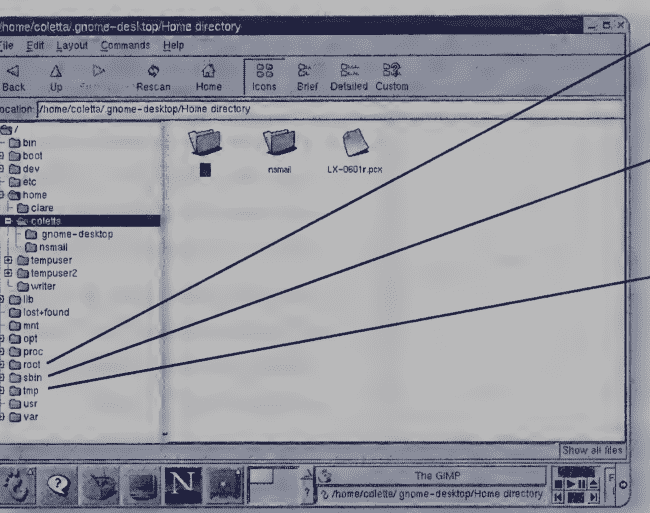 /home/coletta/.gnome-desktop/Home directory
File Edit Layout Commands Help
Back Up Rescan Home Icons Brief Detailed Custom
Location: /home/coletta/.gnome-desktop/Home directory
/
bin
boot
dev
etc
home
clare
coletta
gnome-desktop
nsmail
tempuser
tempuser2
writer
lib
lost+found
mnt
opt
proc
root
sbin
tmp
usr
var
nsmail LX-0601r.pcx
Show all files
N
The GIMP
/home/coletta/.gnome-desktop/Home directory